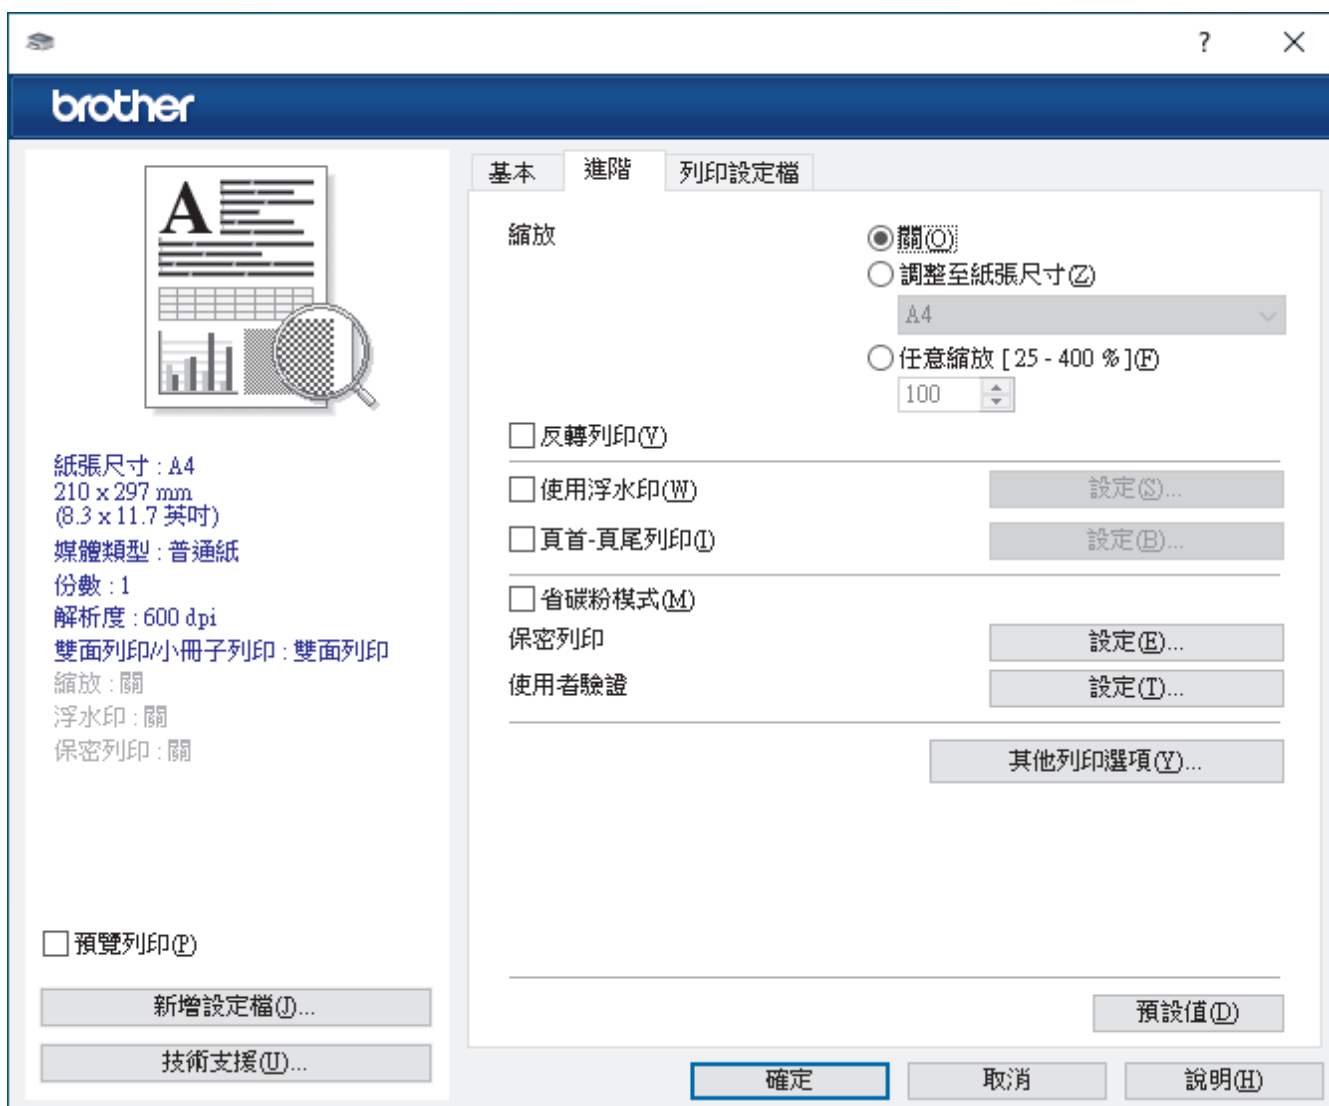 ?
brother
A
紙張尺寸 : A4
210 x 297 mm
(8.3 x 11.7 英吋)
媒體類型 : 普通紙
份數 : 1
解析度 : 600 dpi
雙面列印/小冊子列印 : 雙面列印
縮放 : 關
浮水印 : 關
保密列印 : 關
預覽列印(P)
新增設定檔(J)...
技術支援(U)...
基本 進階 列印設定檔
縮放
關(O)
調整至紙張尺寸(Z)
A4
任意縮放 [ 25 - 400 % ](F)
100
反轉列印(V)
使用浮水印(W) 設定(S)...
頁首-頁尾列印(I) 設定(B)...
省碳粉模式(M)
保密列印 設定(E)...
使用者驗證 設定(T)...
其他列印選項(Y)...
預設值(D)
確定 取消 說明(H)